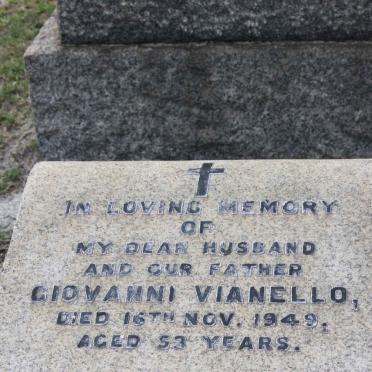 IN LOVING MEMORY
OF
MY DEAR HUSBAND
AND OUR FATHER
GIOVANNI VIANELLO,
DIED 16TH NOV. 1949,
AGED 53 YEARS.